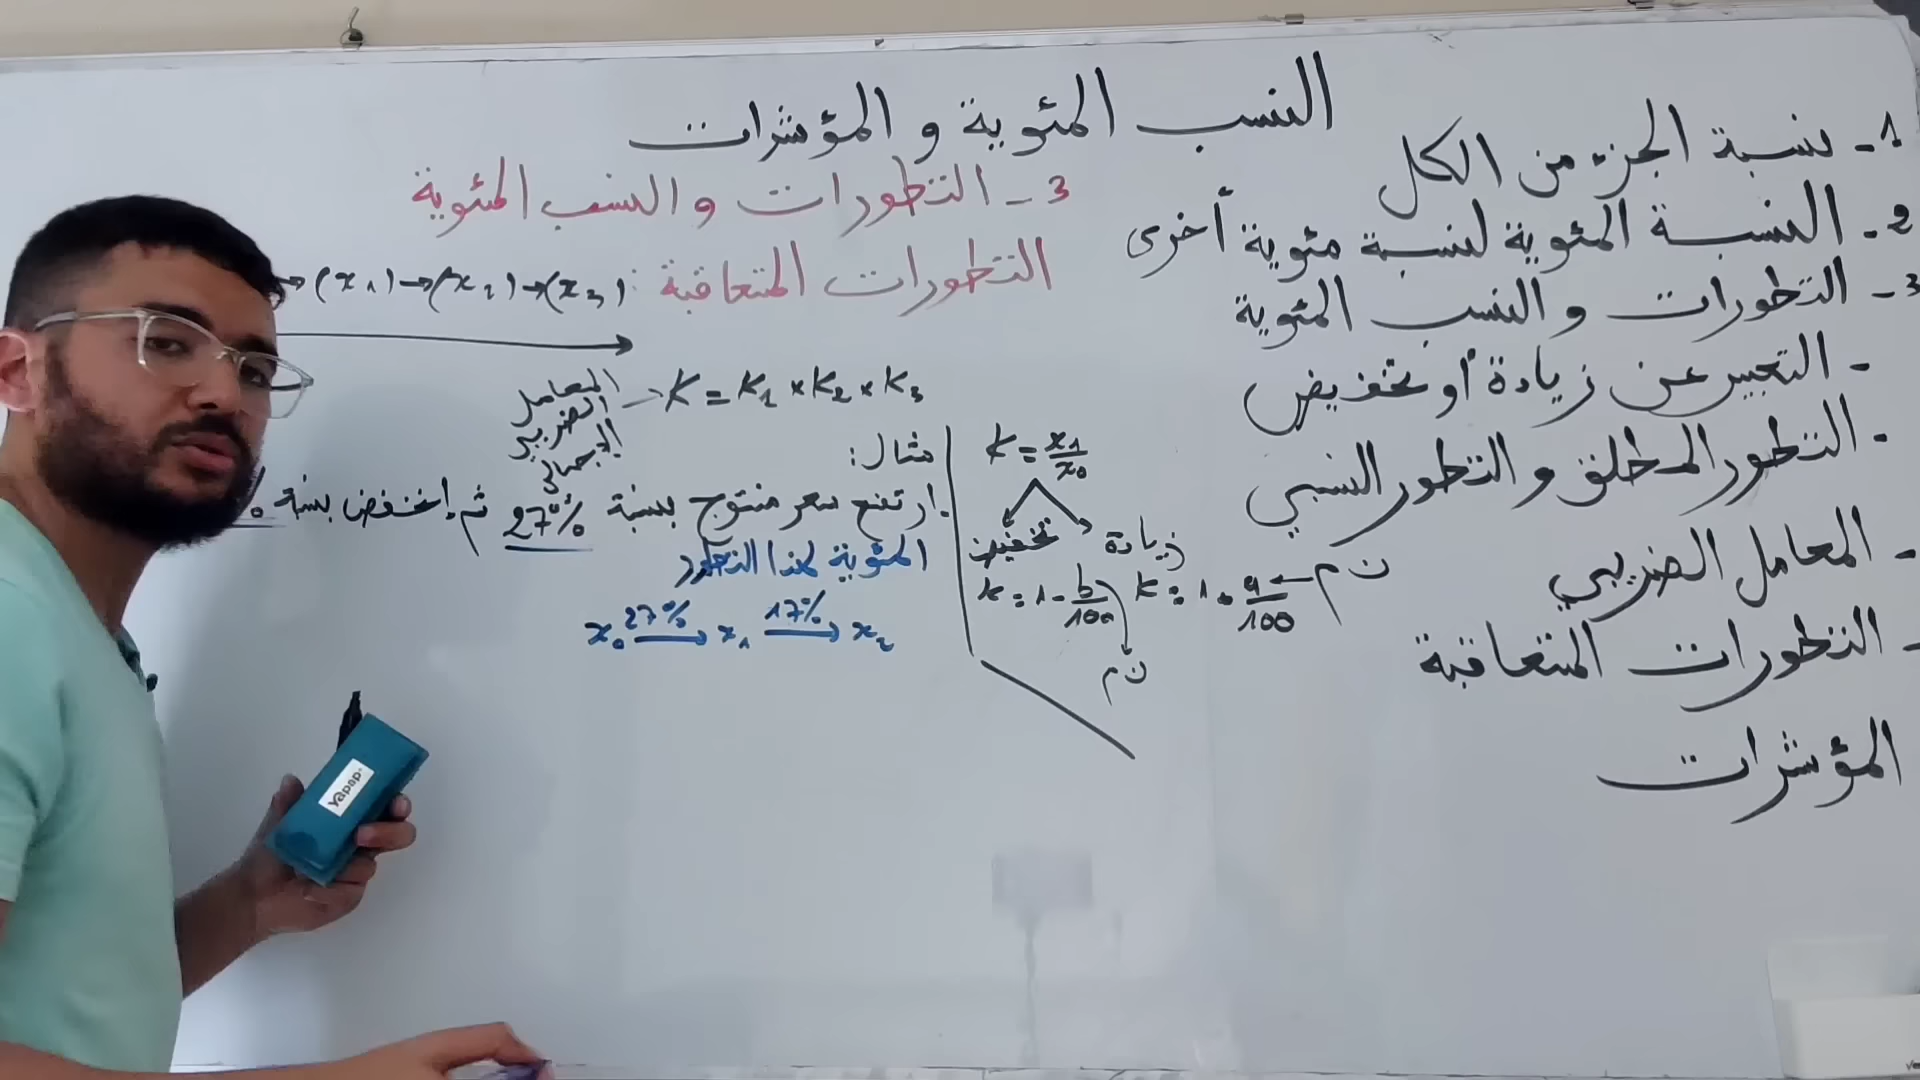 النسب المئوية و المؤشرات
3 - التطورات و النسب المئوية
التطورات المتعاقبة: → (x₁) → (x₂) → (x₃)
المعامل الضربي الإجمالي → K = K₁ × K₂ × K₃
مثال:
. ارتفع سعر منتوج بنسبة 27% ثم إنخفض بنسبة
المئوية لهذا التطور
x₀ 27% → x₁ 17% → x₂
K = x₁/x₀
زيادة
تخفيض
K = 1 + a/100 ← ن م
K = 1 - b/100
ن م
1 - نسبة الجزء من الكل
2 - النسبة المئوية لنسبة مئوية أخرى
3 - التطورات و النسب المئوية
- التعبير عن زيادة أو تخفيض
- التطور المطلق و التطور النسبي
- المعامل الضربي
- التطورات المتعاقبة
المؤشرات
Yapap